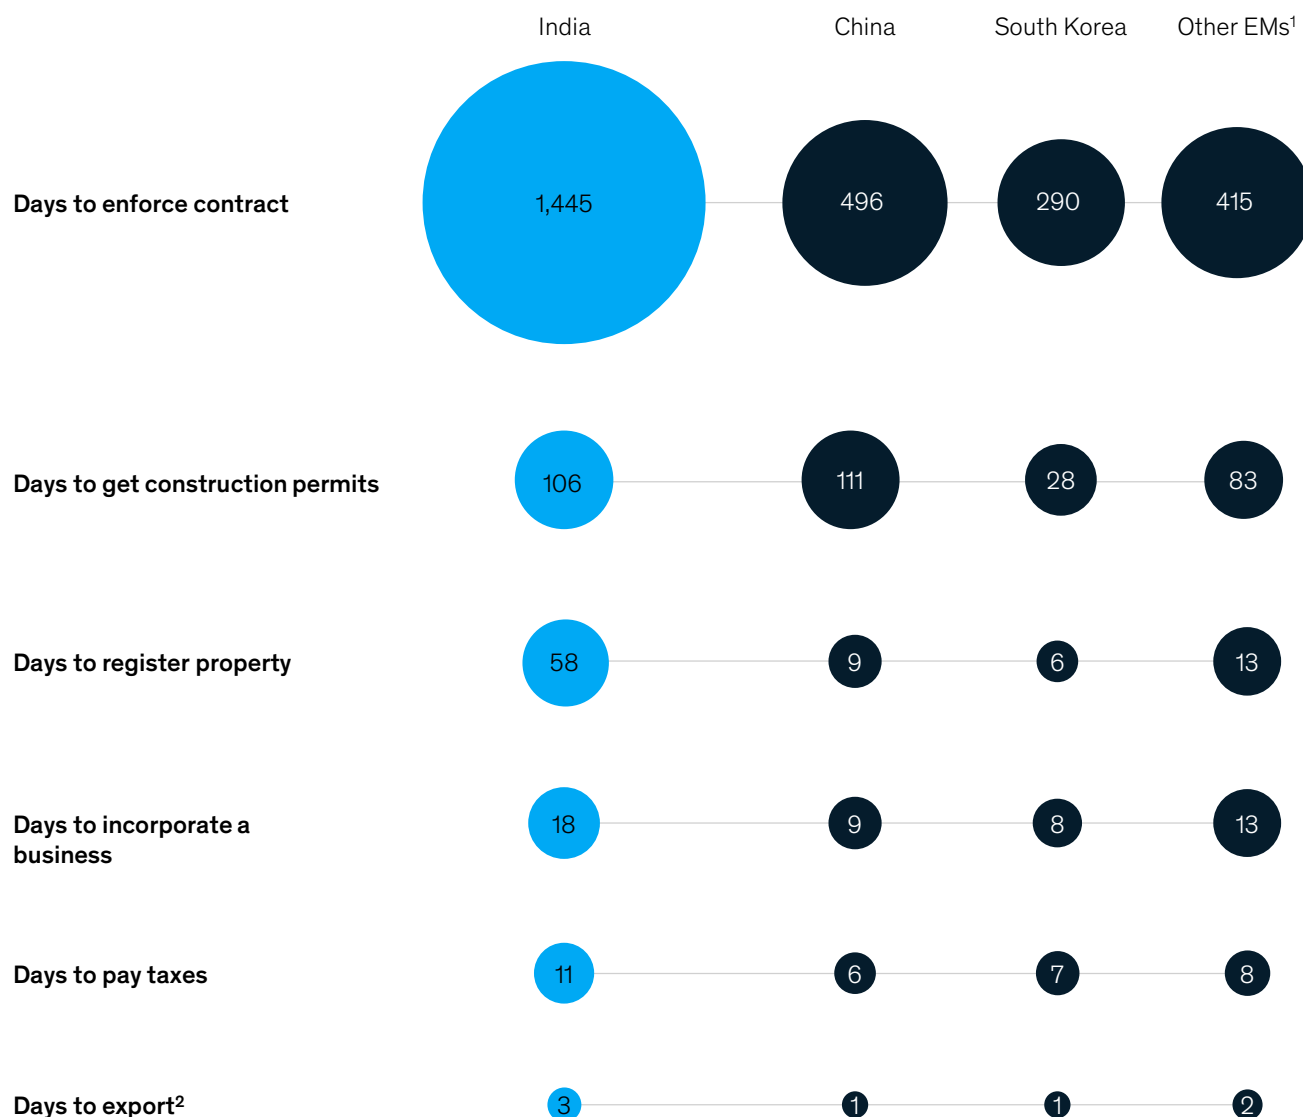 India China South Korea Other EMs¹
Days to enforce contract 1,445 496 290 415
Days to get construction permits 106 111 28 83
Days to register property 58 9 6 13
Days to incorporate a
business 18 9 8 13
Days to pay taxes 11 6 7 8
Days to export² 3 1 1 2